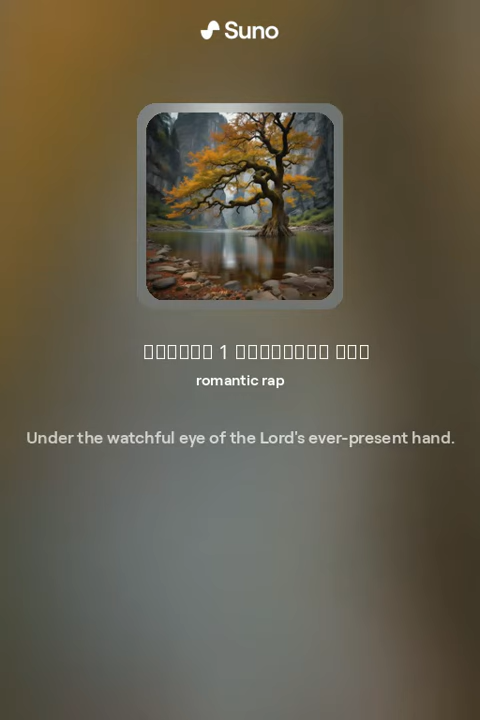 Suno
1
romantic rap
Under the watchful eye of the Lord's ever-present hand.